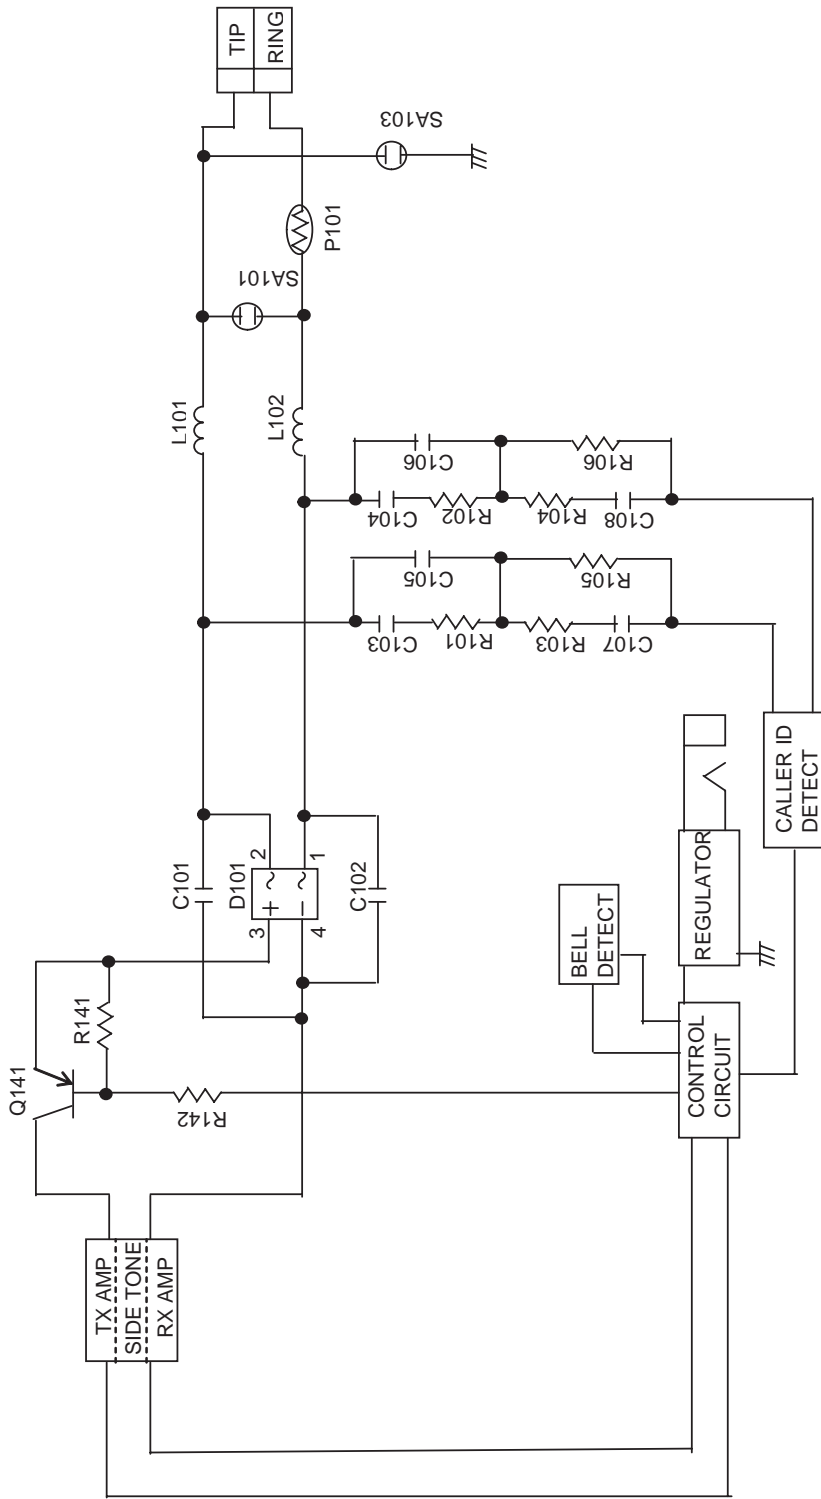 TIP
RING
SA103
P101
SA101
L101
L102
C106
C104
R102
R104
C108
R106
C105
C103
R101
R103
C107
R105
C101
2
D101
~
+
3
1
~
−
4
C102
R141
Q141
R142
BELL
DETECT
REGULATOR
CALLER ID
DETECT
CONTROL
CIRCUIT
TX AMP
SIDE TONE
RX AMP